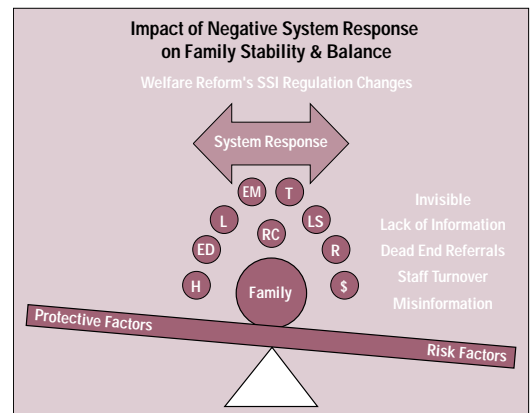 Impact of Negative System Response
on Family Stability & Balance
Welfare Reform's SSI Regulation Changes
System Response
EM
T
L
LS
RC
ED
R
H
Family
$
Invisible
Lack of Information
Dead End Referrals
Staff Turnover
Misinformation
Protective Factors
Risk Factors